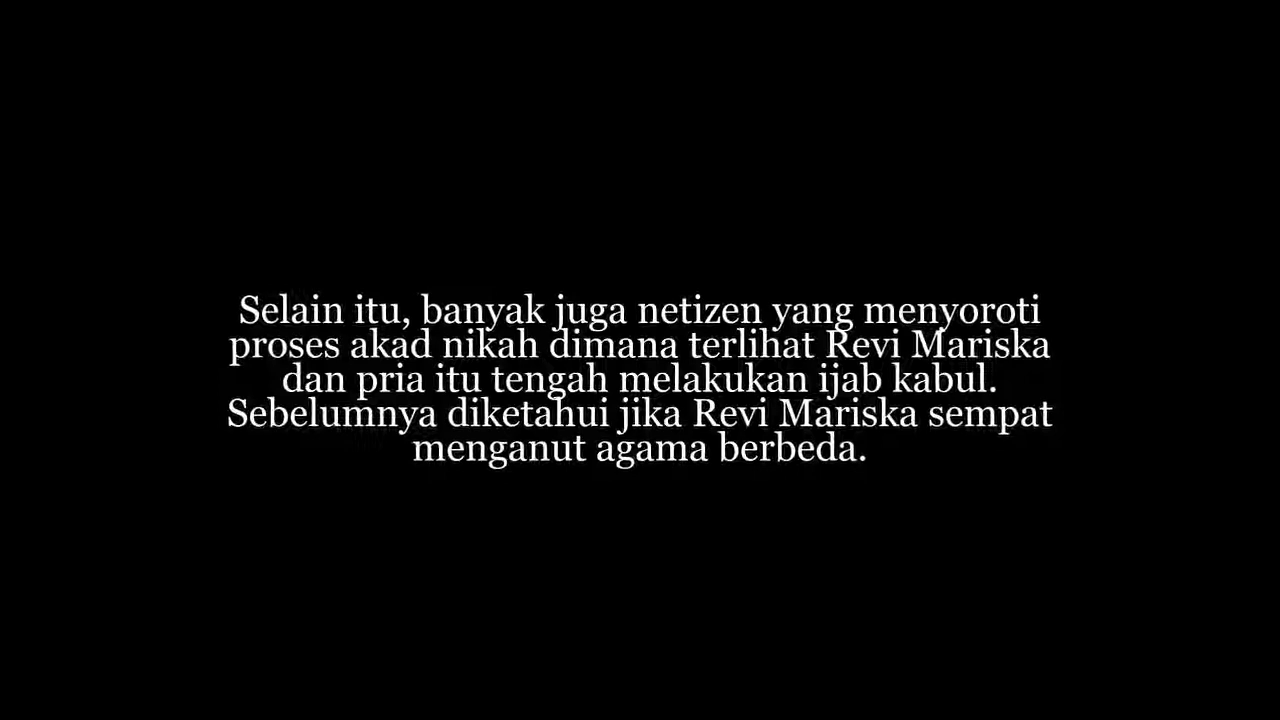 Selain itu, banyak juga netizen yang menyoroti
proses akad nikah dimana terlihat Revi Mariska
dan pria itu tengah melakukan ijab kabul.
Sebelumnya diketahui jika Revi Mariska sempat
menganut agama berbeda.